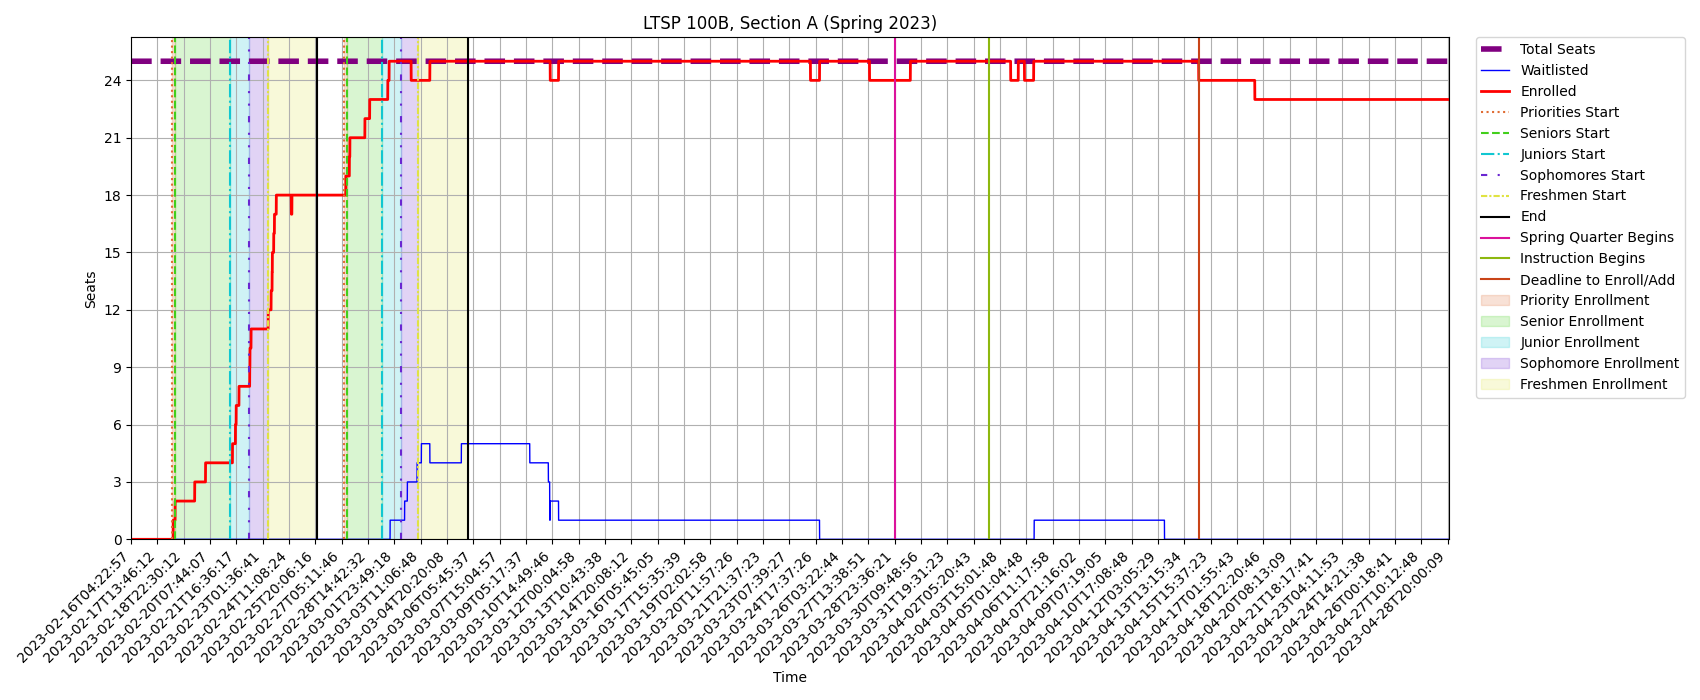 LTSP 100B, Section A (Spring 2023)
Seats
24
21
18
15
12
9
6
3
0
2023-02-16T04:22:57
2023-02-17T13:46:12
2023-02-18T22:30:12
2023-02-20T07:44:07
2023-02-21T16:36:17
2023-02-23T01:36:41
2023-02-24T11:08:24
2023-02-25T20:06:16
2023-02-27T05:11:46
2023-02-28T14:42:32
2023-03-01T23:49:18
2023-03-03T11:06:48
2023-03-04T20:20:08
2023-03-06T05:45:37
2023-03-07T15:04:57
2023-03-09T05:17:37
2023-03-10T14:49:46
2023-03-12T00:04:58
2023-03-13T10:43:38
2023-03-14T20:08:12
2023-03-16T05:45:05
2023-03-17T15:35:39
2023-03-19T02:02:58
2023-03-20T11:57:26
2023-03-21T21:37:23
2023-03-23T07:39:27
2023-03-24T17:37:26
2023-03-26T03:22:44
2023-03-27T13:38:51
2023-03-28T23:36:21
2023-03-30T09:48:56
2023-03-31T19:31:23
2023-04-02T05:20:43
2023-04-03T15:01:48
2023-04-05T01:04:48
2023-04-06T11:17:58
2023-04-07T21:16:02
2023-04-09T07:19:05
2023-04-10T17:08:48
2023-04-12T03:05:29
2023-04-13T13:15:34
2023-04-15T15:37:23
2023-04-17T01:55:43
2023-04-18T12:20:46
2023-04-20T08:13:09
2023-04-21T18:17:41
2023-04-23T04:11:53
2023-04-24T14:21:38
2023-04-26T00:18:41
2023-04-27T10:12:48
2023-04-28T20:00:09
Time
Total Seats
Waitlisted
Enrolled
Priorities Start
Seniors Start
Juniors Start
Sophomores Start
Freshmen Start
End
Spring Quarter Begins
Instruction Begins
Deadline to Enroll/Add
Priority Enrollment
Senior Enrollment
Junior Enrollment
Sophomore Enrollment
Freshmen Enrollment